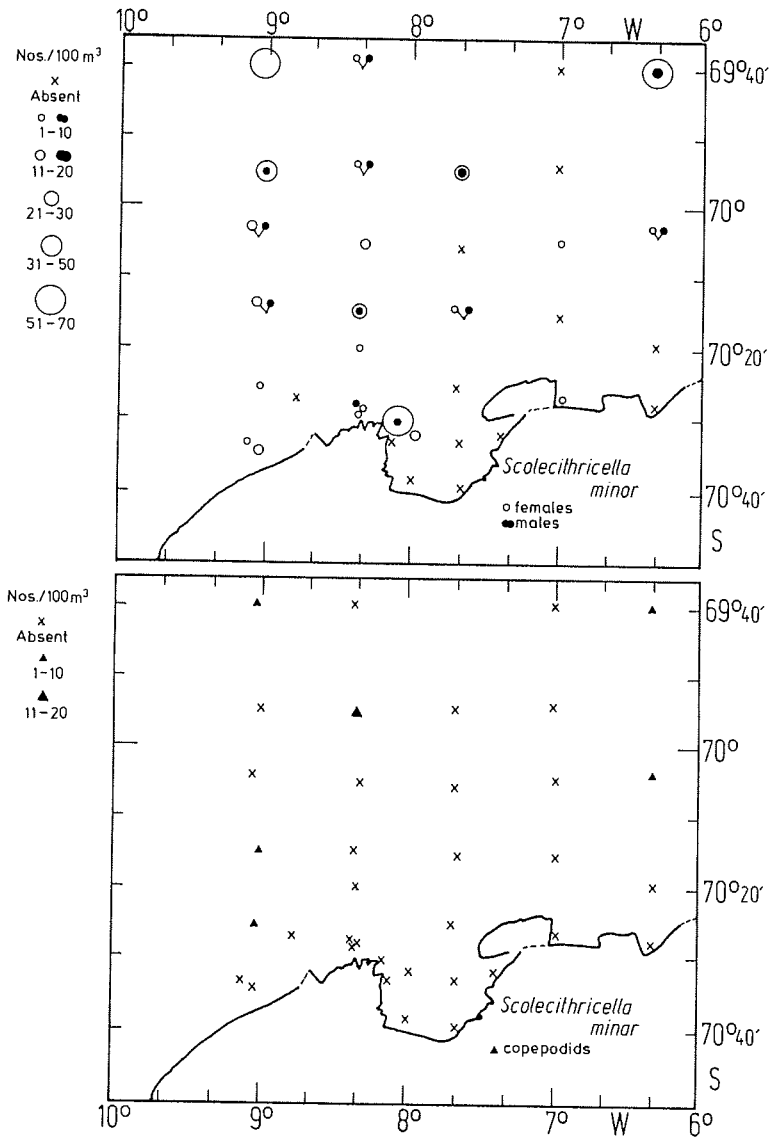 10° 9° 8° 7° W 6°
Nos./100 m³
x
Absent
1-10
11-20
21-30
31-50
51-70
69°40'
70°
70°20'
70°40'
S
Scolecithricella
minor
females
males
Nos./100m³
x
Absent
1-10
11-20
69°40'
70°
70°20'
70°40'
S
Scolecithricella
minor
copepodids
10° 9° 8° 7° W 6°